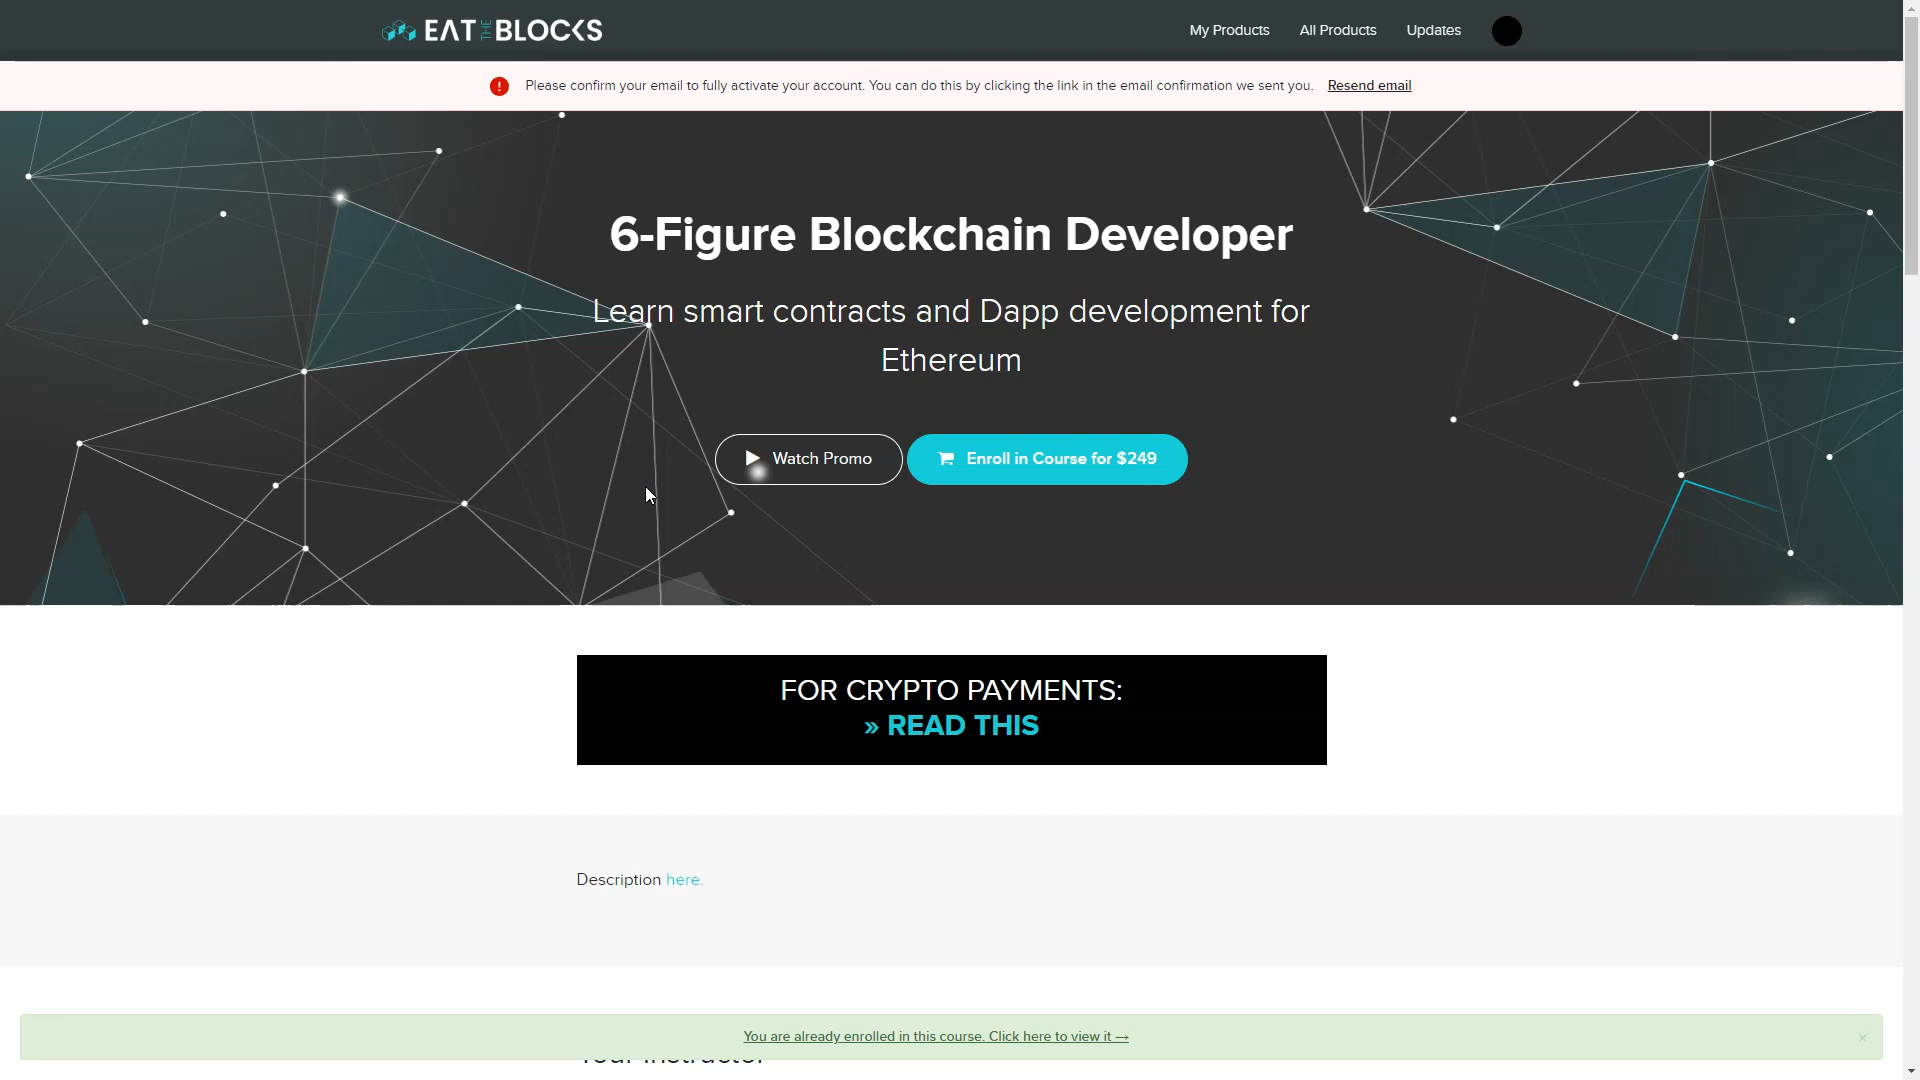 EAT THE BLOCKS
My Products
All Products
Updates
Please confirm your email to fully activate your account. You can do this by clicking the link in the email confirmation we sent you. Resend email
6-Figure Blockchain Developer
Learn smart contracts and Dapp development for
Ethereum
Watch Promo
Enroll in Course for $249
FOR CRYPTO PAYMENTS:
» READ THIS
Description here.
You are already enrolled in this course. Click here to view it →
×
Your Instructor